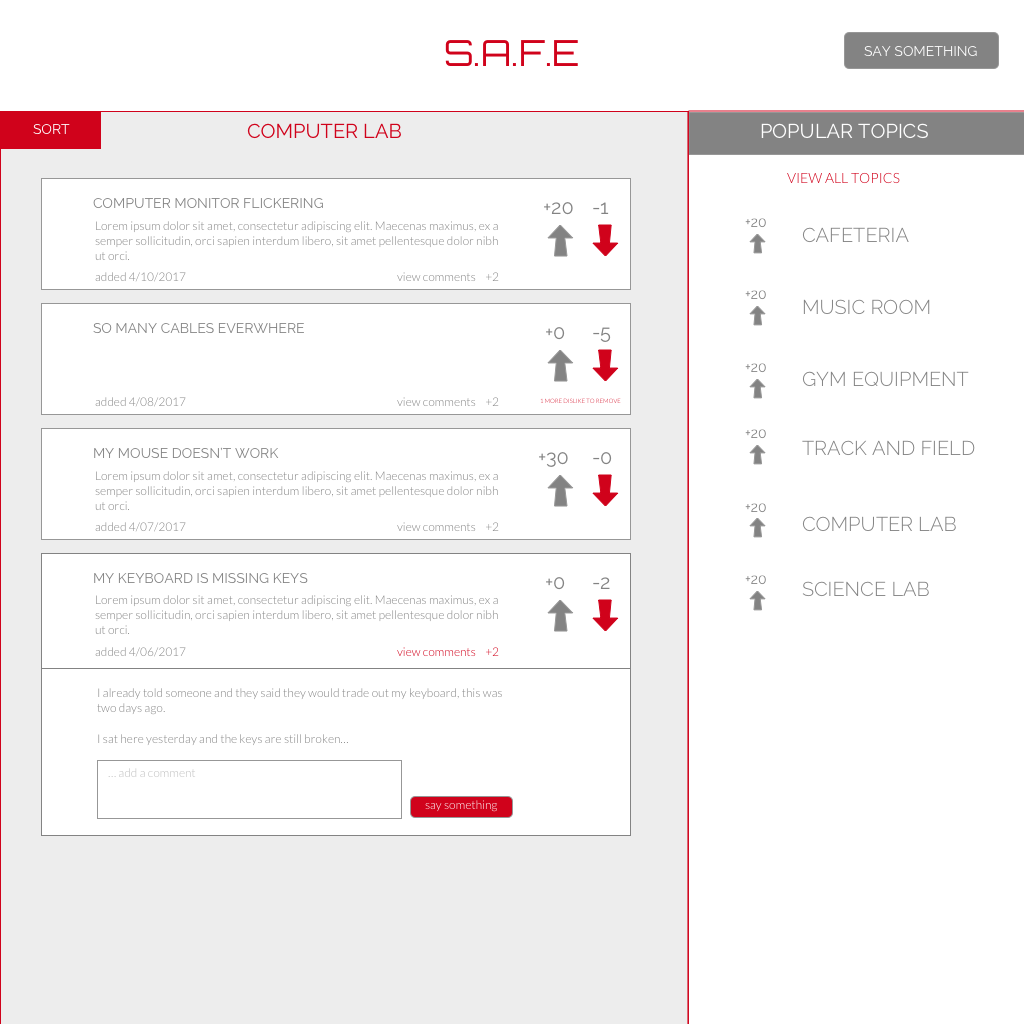 S.A.F.E
SAY SOMETHING
SORT
COMPUTER LAB
COMPUTER MONITOR FLICKERING
+20 -1
Lorem ipsum dolor sit amet, consectetur adipiscing elit. Maecenas maximus, ex a
semper sollicitudin, orci sapien interdum libero, sit amet pellentesque dolor nibh
ut orci.
added 4/10/2017 view comments +2
SO MANY CABLES EVERWHERE
+0 -5
added 4/08/2017 view comments +2
1 MORE DISLIKE TO REMOVE
MY MOUSE DOESN'T WORK
+30 -0
Lorem ipsum dolor sit amet, consectetur adipiscing elit. Maecenas maximus, ex a
semper sollicitudin, orci sapien interdum libero, sit amet pellentesque dolor nibh
ut orci.
added 4/07/2017 view comments +2
MY KEYBOARD IS MISSING KEYS
+0 -2
Lorem ipsum dolor sit amet, consectetur adipiscing elit. Maecenas maximus, ex a
semper sollicitudin, orci sapien interdum libero, sit amet pellentesque dolor nibh
ut orci.
added 4/06/2017 view comments +2
I already told someone and they said they would trade out my keyboard, this was
two days ago.
I sat here yesterday and the keys are still broken...
... add a comment
say something
POPULAR TOPICS
VIEW ALL TOPICS
+20
CAFETERIA
+20
MUSIC ROOM
+20
GYM EQUIPMENT
+20
TRACK AND FIELD
+20
COMPUTER LAB
+20
SCIENCE LAB